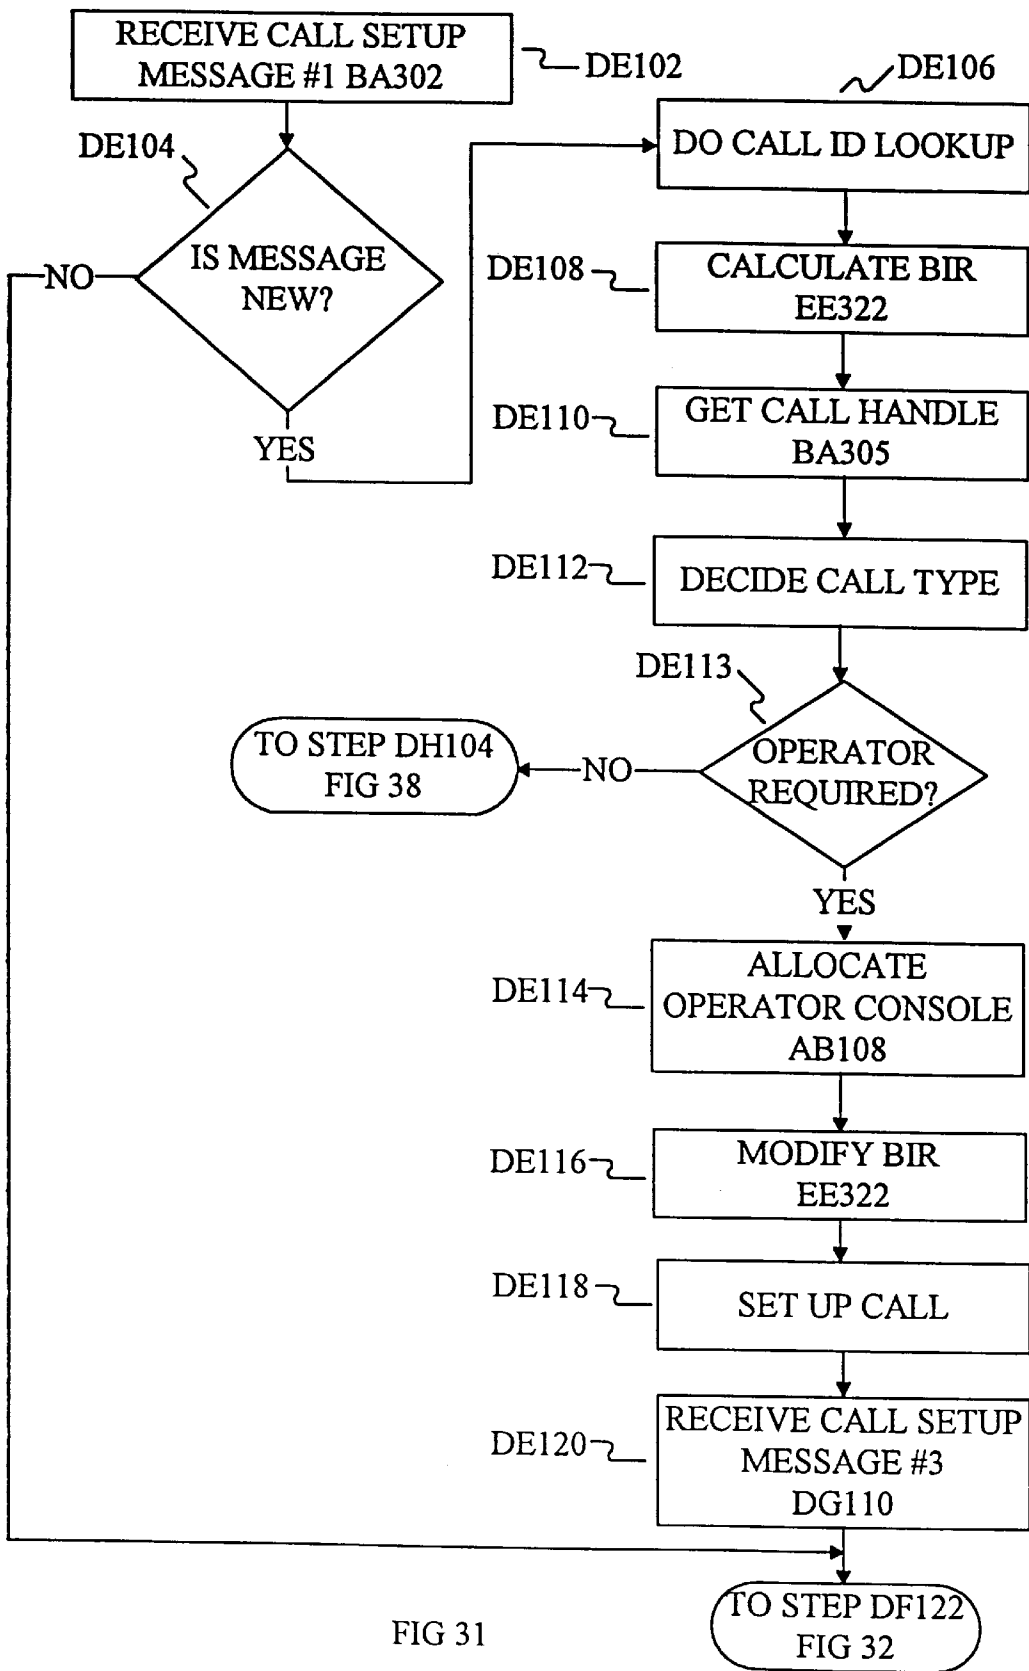 RECEIVE CALL SETUP
MESSAGE #1 BA302
DE102
DE104
IS MESSAGE
NEW?
NO
YES
DE106
DO CALL ID LOOKUP
DE108
CALCULATE BIR
EE322
DE110
GET CALL HANDLE
BA305
DE112
DECIDE CALL TYPE
DE113
OPERATOR
REQUIRED?
NO
TO STEP DH104
FIG 38
YES
DE114
ALLOCATE
OPERATOR CONSOLE
AB108
DE116
MODIFY BIR
EE322
DE118
SET UP CALL
DE120
RECEIVE CALL SETUP
MESSAGE #3
DG110
TO STEP DF122
FIG 32
FIG 31